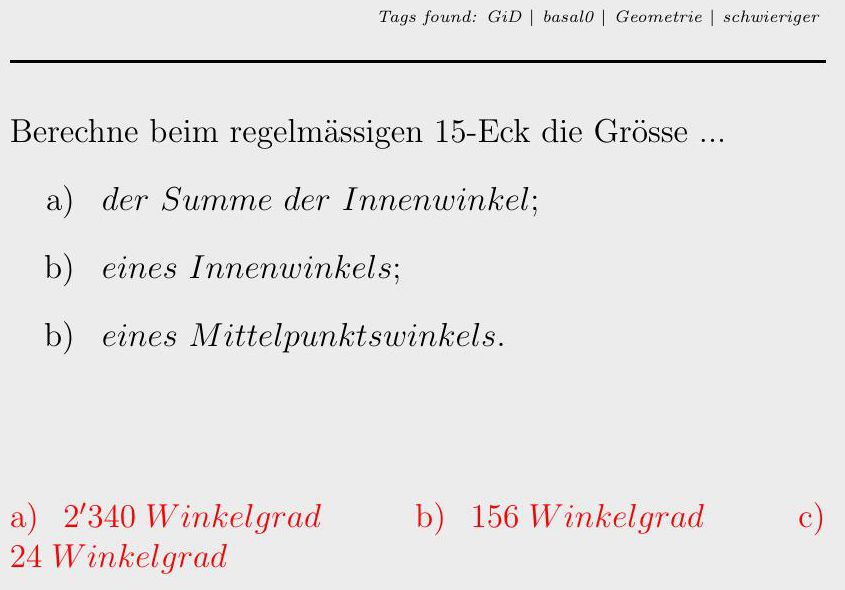 Tags found: GiD | basal0 | Geometrie | schwieriger
Berechne beim regelmässigen 15-Eck die Grösse ...
a) der Summe der Innenwinkel;
b) eines Innenwinkels;
b) eines Mittelpunktswinkels.
a) 2′340 Winkelgrad b) 156 Winkelgrad c)
24 Winkelgrad